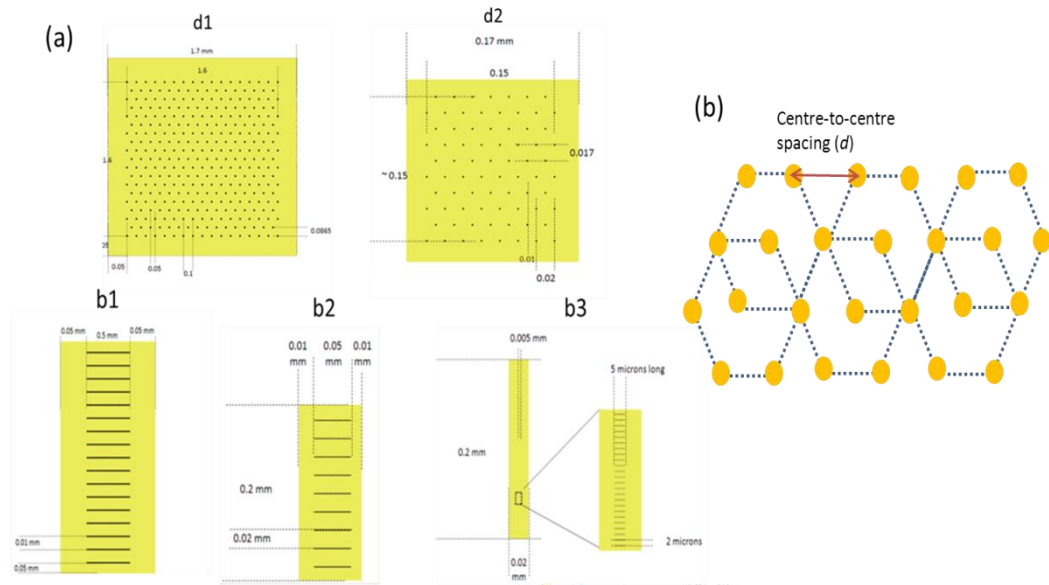 (a)
d1
1.7 mm
1.6
1.6
0.05
0.05
0.1
0.0865
d2
0.17 mm
0.15
~ 0.15
0.017
0.01
0.02
(b)
Centre-to-centre
spacing (d)
b1
0.05 mm
0.5 mm
0.05 mm
0.01 mm
0.05 mm
b2
0.01
mm
0.05
mm
0.01
mm
0.2 mm
0.02 mm
b3
0.005 mm
0.2 mm
0.02
mm
5 microns long
2 microns